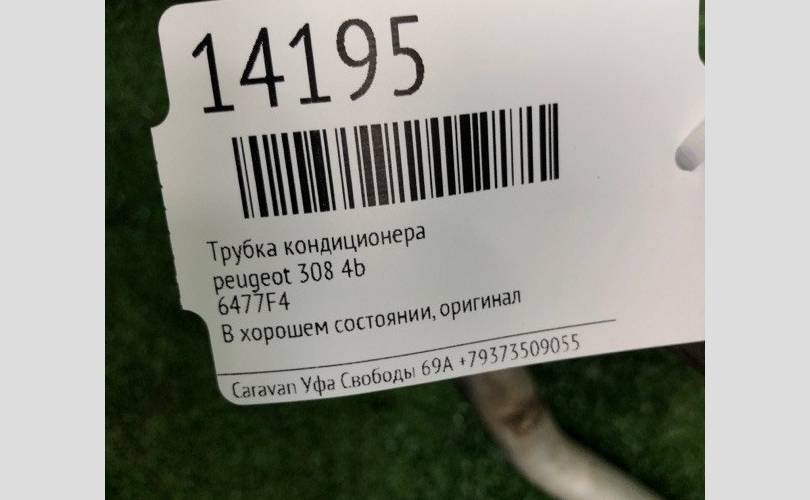 14195
Трубка кондиционера
peugeot 308 4b
6477F4
В хорошем состоянии, оригинал
Caravan Уфа Свободы 69А +79373509055